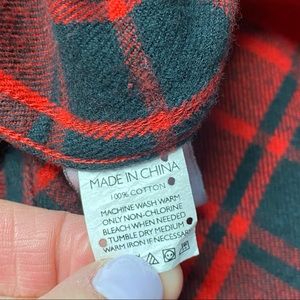 MADE IN CHINA
100% COTTON
MACHINE WASH WARM
ONLY NON-CHLORINE
BLEACH WHEN NEEDED
TUMBLE DRY MEDIUM
WARM IRON IF NECESSARY